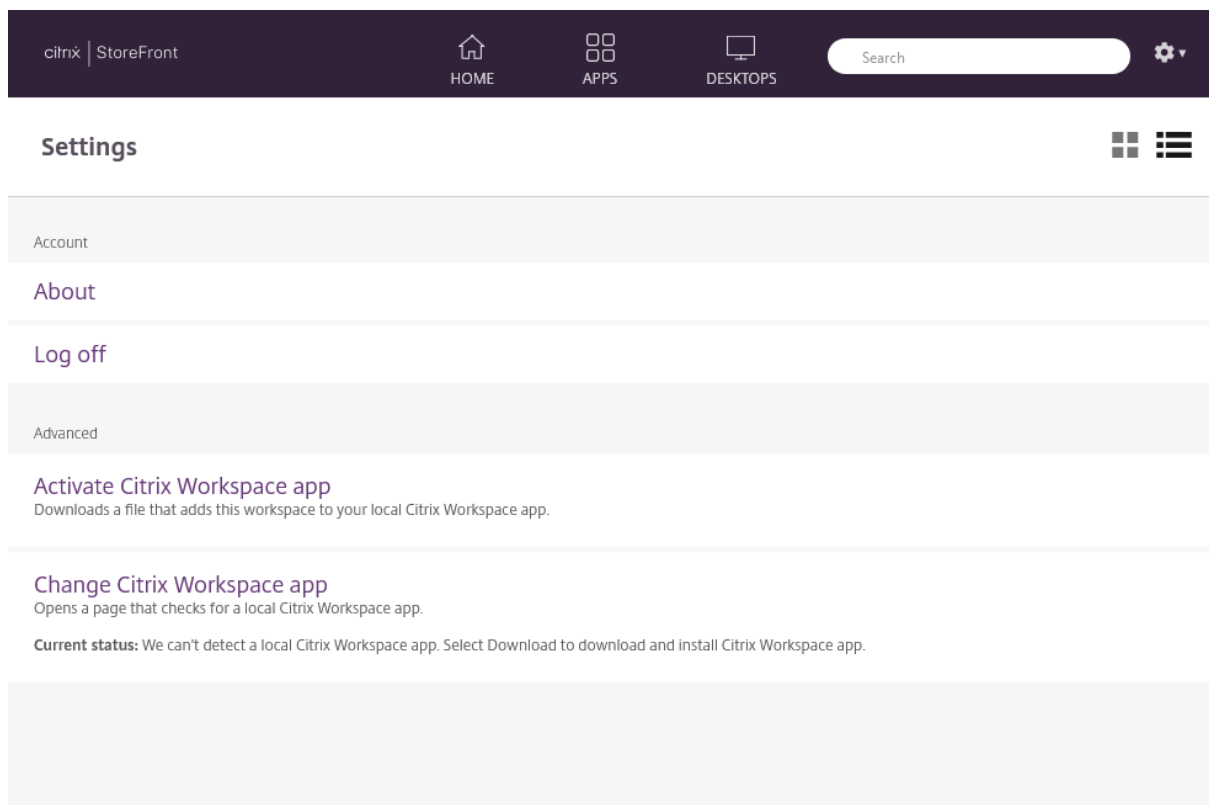 citrix | StoreFront
HOME
APPS
DESKTOPS
Search
Settings
Account
About
Log off
Advanced
Activate Citrix Workspace app
Downloads a file that adds this workspace to your local Citrix Workspace app.
Change Citrix Workspace app
Opens a page that checks for a local Citrix Workspace app.
Current status: We can't detect a local Citrix Workspace app. Select Download to download and install Citrix Workspace app.